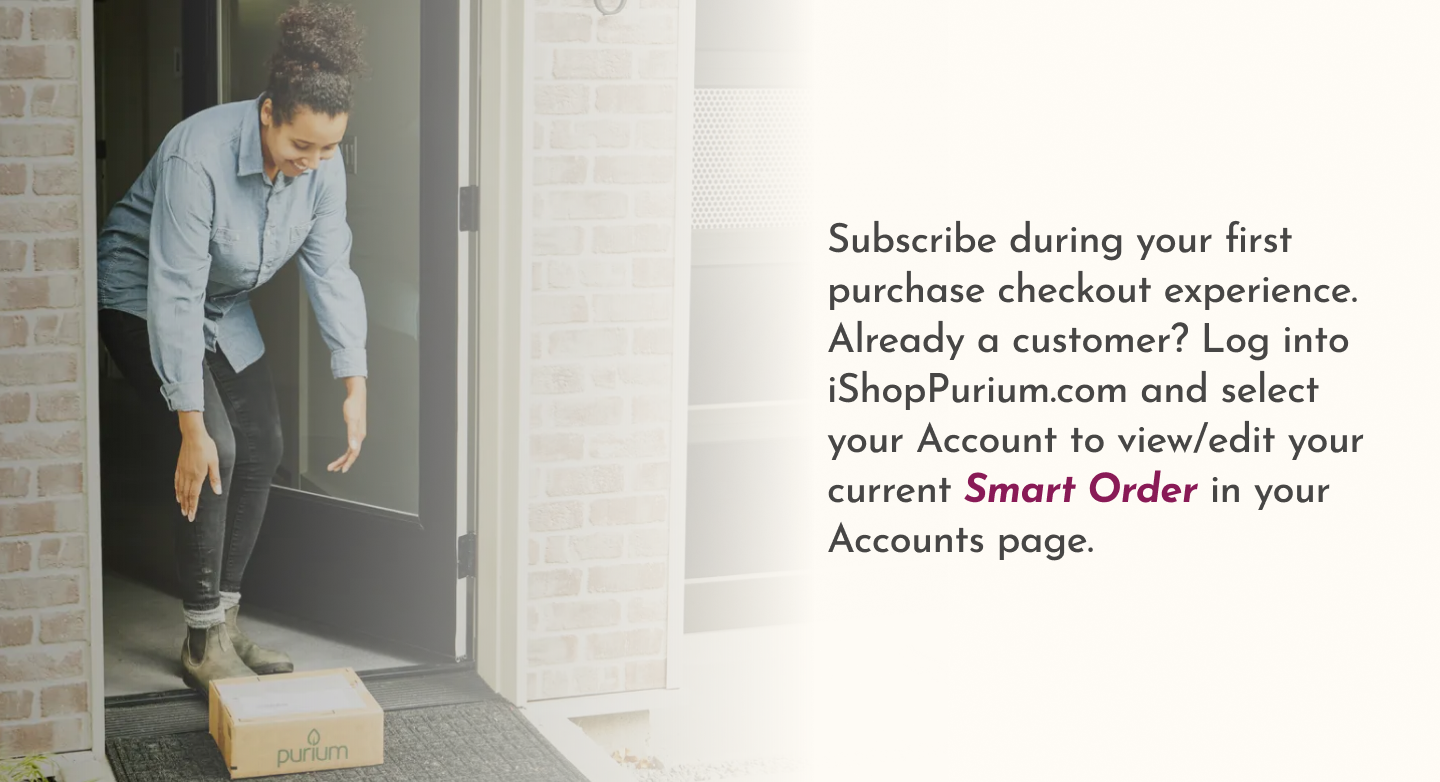 Subscribe during your first
purchase checkout experience.
Already a customer? Log into
iShopPurium.com and select
your Account to view/edit your
current Smart Order in your
Accounts page.
purium